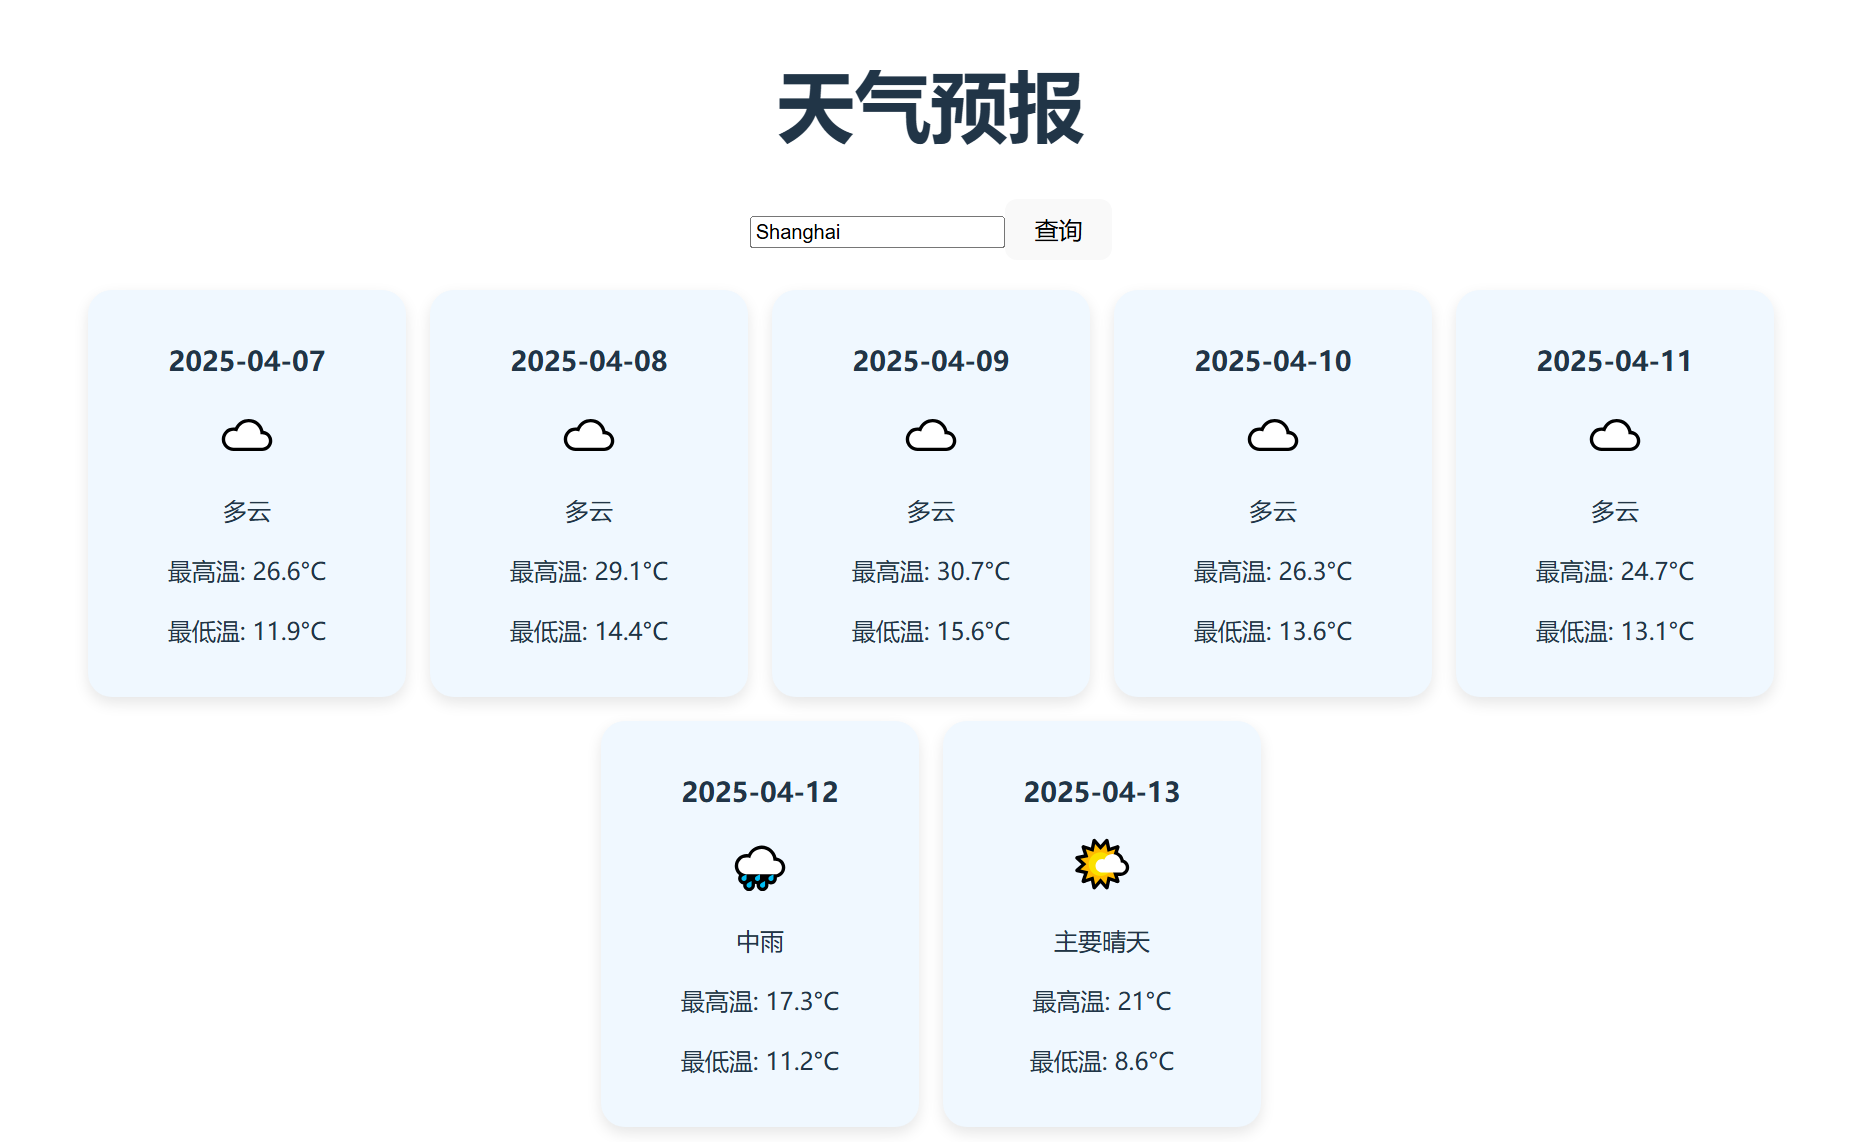 天气预报
Shanghai 查询
2025-04-07
多云
最高温: 26.6°C
最低温: 11.9°C
2025-04-08
多云
最高温: 29.1°C
最低温: 14.4°C
2025-04-09
多云
最高温: 30.7°C
最低温: 15.6°C
2025-04-10
多云
最高温: 26.3°C
最低温: 13.6°C
2025-04-11
多云
最高温: 24.7°C
最低温: 13.1°C
2025-04-12
中雨
最高温: 17.3°C
最低温: 11.2°C
2025-04-13
主要晴天
最高温: 21°C
最低温: 8.6°C